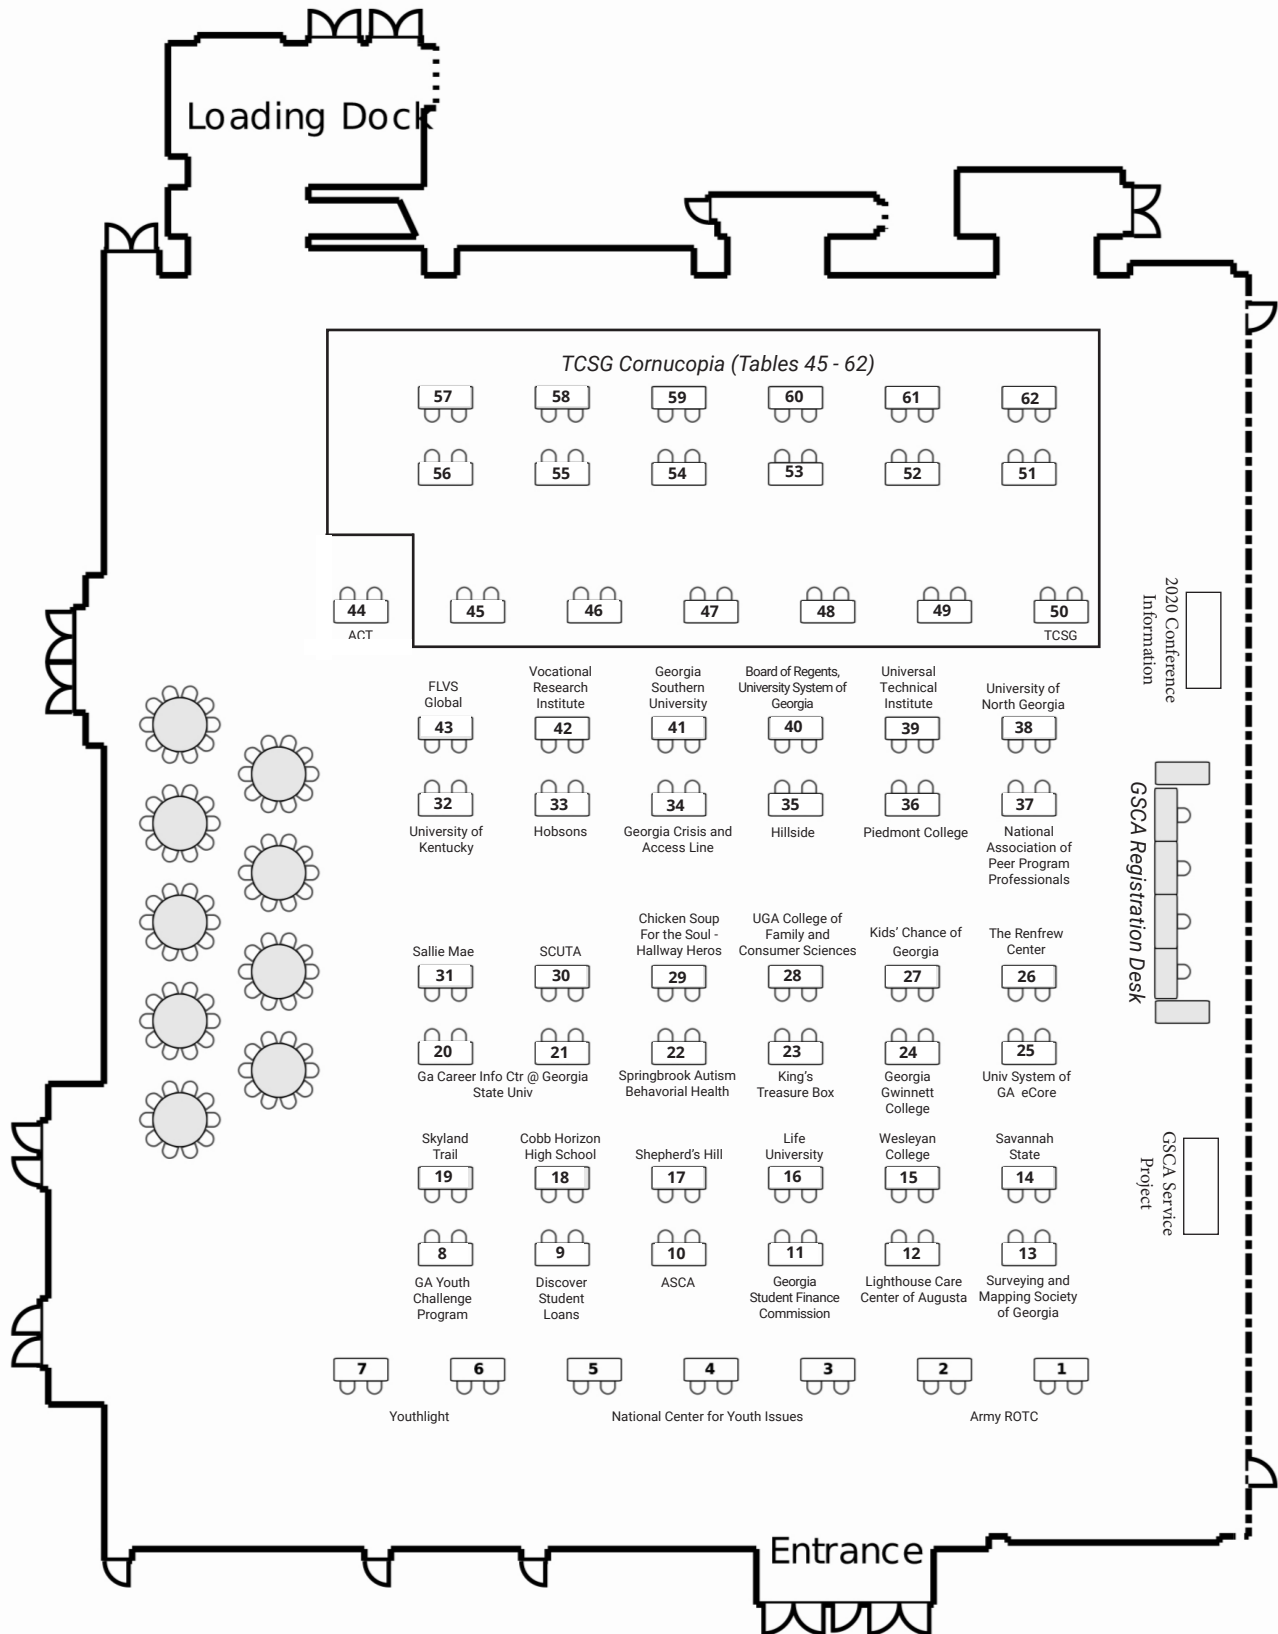 Loading Dock
TCSG Cornucopia (Tables 45 - 62)
57 58 59 60 61 62
56 55 54 53 52 51
44 45 46 47 48 49 50
ACT
TCSG
2020 Conference
Information
FLVS
Global
Vocational
Research
Institute
Georgia
Southern
University
Board of Regents,
University System of
Georgia
Universal
Technical
Institute
University of
North Georgia
43 42 41 40 39 38
32 33 34 35 36 37
University of
Kentucky
Hobsons
Georgia Crisis and
Access Line
Hillside
Piedmont College
National
Association of
Peer Program
Professionals
GSCA Registration Desk
Sallie Mae
SCUTA
Chicken Soup
For the Soul -
Hallway Heros
UGA College of
Family and
Consumer Sciences
Kids' Chance of
Georgia
The Renfrew
Center
31 30 29 28 27 26
20 21 22 23 24 25
Ga Career Info Ctr @ Georgia
State Univ
Springbrook Autism
Behavorial Health
King's
Treasure Box
Georgia
Gwinnett
College
Univ System of
GA eCore
Skyland
Trail
Cobb Horizon
High School
Shepherd's Hill
Life
University
Wesleyan
College
Savannah
State
GSCA Service
Project
19 18 17 16 15 14
8 9 10 11 12 13
GA Youth
Challenge
Program
Discover
Student
Loans
ASCA
Georgia
Student Finance
Commission
Lighthouse Care
Center of Augusta
Surveying and
Mapping Society
of Georgia
7 6 5 4 3 2 1
Youthlight
National Center for Youth Issues
Army ROTC
Entrance